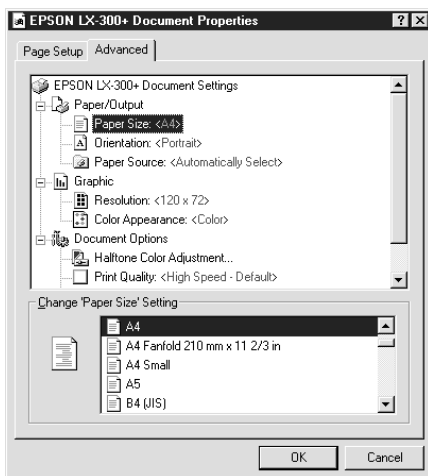 EPSON LX-300+ Document Properties
Page Setup Advanced
EPSON LX-300+ Document Settings
Paper/Output
Paper Size: <A4>
Orientation: <Portrait>
Paper Source: <Automatically Select>
Graphic
Resolution: <120 x 72>
Color Appearance: <Color>
Document Options
Halftone Color Adjustment...
Print Quality: <High Speed - Default>
Change 'Paper Size' Setting
A4
A4 Fanfold 210 mm x 11 2/3 in
A4 Small
A5
B4 (JIS)
OK Cancel